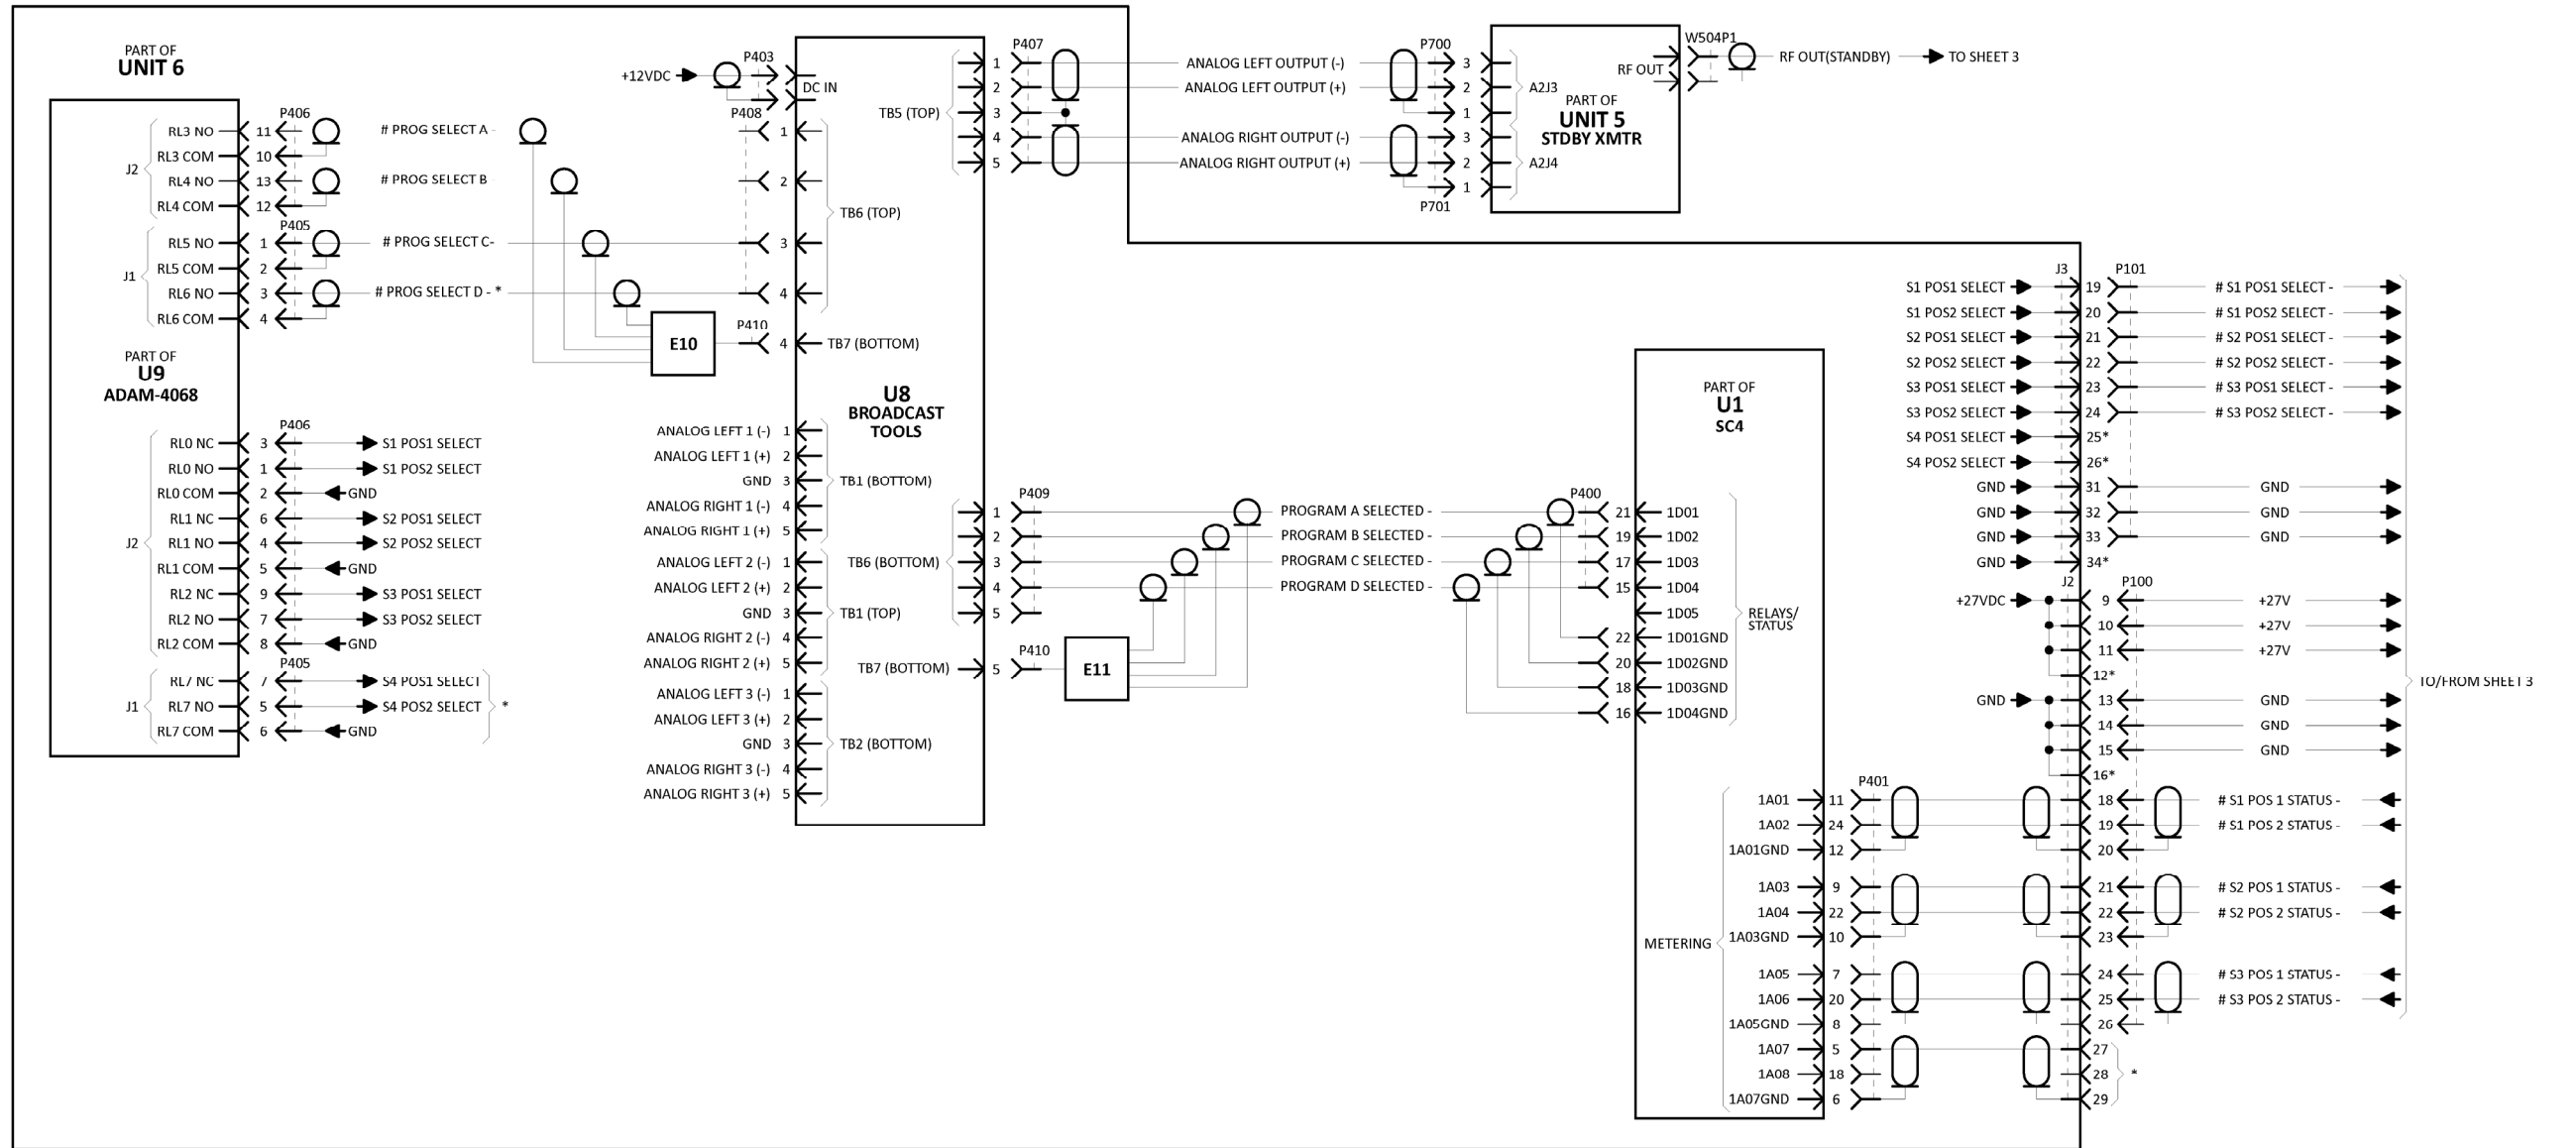 PART OF
UNIT 6
J2
RL3 NO 11
RL3 COM 10
RL4 NO 13
RL4 COM 12
P406
# PROG SELECT A -
# PROG SELECT B
J1
RL5 NO 1
RL5 COM 2
RL6 NO 3
RL6 COM 4
P405
# PROG SELECT C-
# PROG SELECT D - *
PART OF
U9
ADAM-4068
P406
J2
RL0 NC 3 S1 POS1 SELECT
RL0 NO 1 S1 POS2 SELECT
RL0 COM 2 GND
RL1 NC 6 S2 POS1 SELECT
RL1 NO 4 S2 POS2 SELECT
RL1 COM 5 GND
RL2 NC 9 S3 POS1 SELECT
RL2 NO 7 S3 POS2 SELECT
RL2 COM 8 GND
P405
J1
RL7 NC 7 S4 POS1 SELECT
RL7 NO 5 S4 POS2 SELECT *
RL7 COM 6 GND
+12VDC
P403
DC IN
P408
1
2
3
4
TB6 (TOP)
E10
P410
4 TB7 (BOTTOM)
U8
BROADCAST
TOOLS
ANALOG LEFT 1 (-) 1
ANALOG LEFT 1 (+) 2
GND 3 TB1 (BOTTOM)
ANALOG RIGHT 1 (-) 4
ANALOG RIGHT 1 (+) 5
ANALOG LEFT 2 (-) 1
ANALOG LEFT 2 (+) 2
GND 3 TB1 (TOP)
ANALOG RIGHT 2 (-) 4
ANALOG RIGHT 2 (+) 5
ANALOG LEFT 3 (-) 1
ANALOG LEFT 3 (+) 2
GND 3 TB2 (BOTTOM)
ANALOG RIGHT 3 (-) 4
ANALOG RIGHT 3 (+) 5
TB5 (TOP)
P407
1 ANALOG LEFT OUTPUT (-)
2 ANALOG LEFT OUTPUT (+)
3
4 ANALOG RIGHT OUTPUT (-)
5 ANALOG RIGHT OUTPUT (+)
P700
3
2 A2J3
1
3
2 A2J4
1
P701
PART OF
UNIT 5
STDBY XMTR
RF OUT
W504P1
RF OUT(STANDBY) TO SHEET 3
TB6 (BOTTOM)
P409
1 PROGRAM A SELECTED -
2 PROGRAM B SELECTED -
3 PROGRAM C SELECTED -
4 PROGRAM D SELECTED -
5
TB7 (BOTTOM) 5
P410
E11
PART OF
U1
SC4
P400
21 1D01
19 1D02
17 1D03
15 1D04
1D05
22 1D01GND
20 1D02GND
18 1D03GND
16 1D04GND
RELAYS/
STATUS
METERING
P401
1A01 11
1A02 24
1A01GND 12
1A03 9
1A04 22
1A03GND 10
1A05 7
1A06 20
1A05GND 8
1A07 5
1A08 18
1A07GND 6
J3 P101
S1 POS1 SELECT 19 # S1 POS1 SELECT -
S1 POS2 SELECT 20 # S1 POS2 SELECT -
S2 POS1 SELECT 21 # S2 POS1 SELECT -
S2 POS2 SELECT 22 # S2 POS2 SELECT -
S3 POS1 SELECT 23 # S3 POS1 SELECT -
S3 POS2 SELECT 24 # S3 POS2 SELECT -
S4 POS1 SELECT 25*
S4 POS2 SELECT 26*
GND 31 GND
GND 32 GND
GND 33 GND
GND 34*
J2 P100
+27VDC 9 +27V
10 +27V
11 +27V
12*
GND 13 GND
14 GND
15 GND
16*
18 # S1 POS 1 STATUS -
19 # S1 POS 2 STATUS -
20
21 # S2 POS 1 STATUS -
22 # S2 POS 2 STATUS -
23
24 # S3 POS 1 STATUS -
25 # S3 POS 2 STATUS -
26
27
28 *
29
TO/FROM SHEET 3